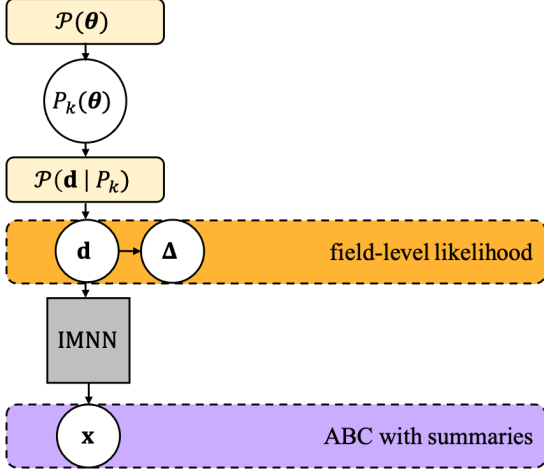 𝒫(𝜽)
P_k(𝜽)
𝒫(𝐝 | P_k)
𝐝 𝚫 field-level likelihood
IMNN
𝐱 ABC with summaries